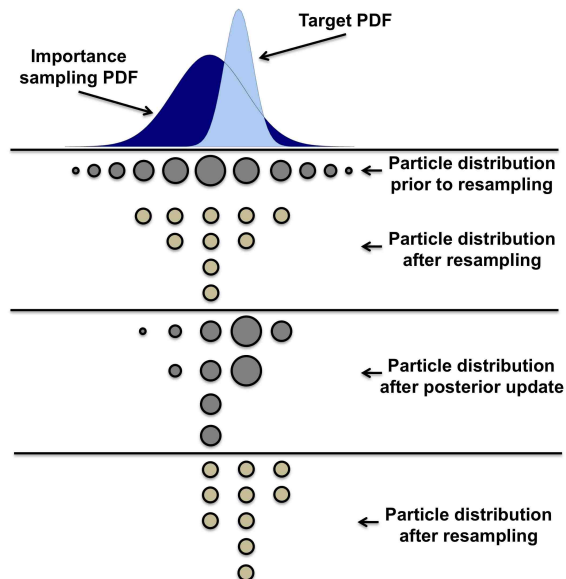 Target PDF
Importance
sampling PDF
Particle distribution
prior to resampling
Particle distribution
after resampling
Particle distribution
after posterior update
Particle distribution
after resampling